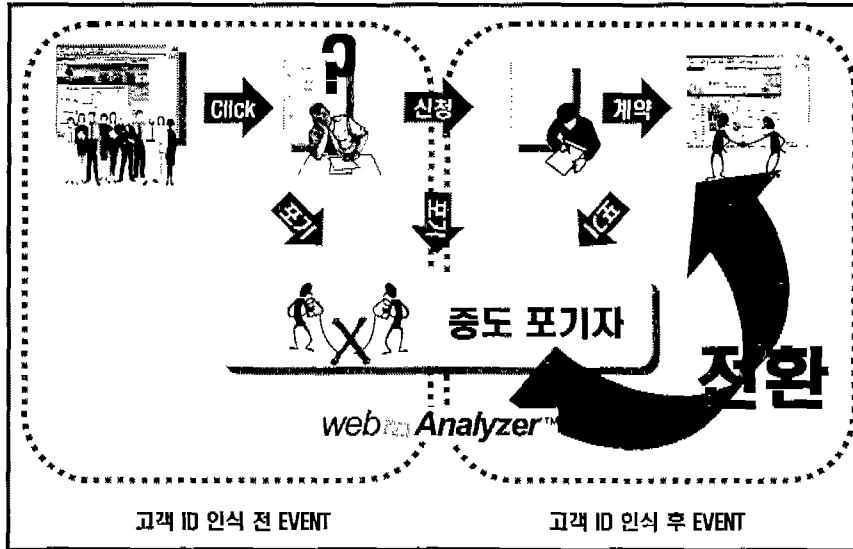 ?
Click
신청
계약
포기
포기
포기
중도 포기자
전환
web Analyzer™
고객 ID 인식 전 EVENT
고객 ID 인식 후 EVENT